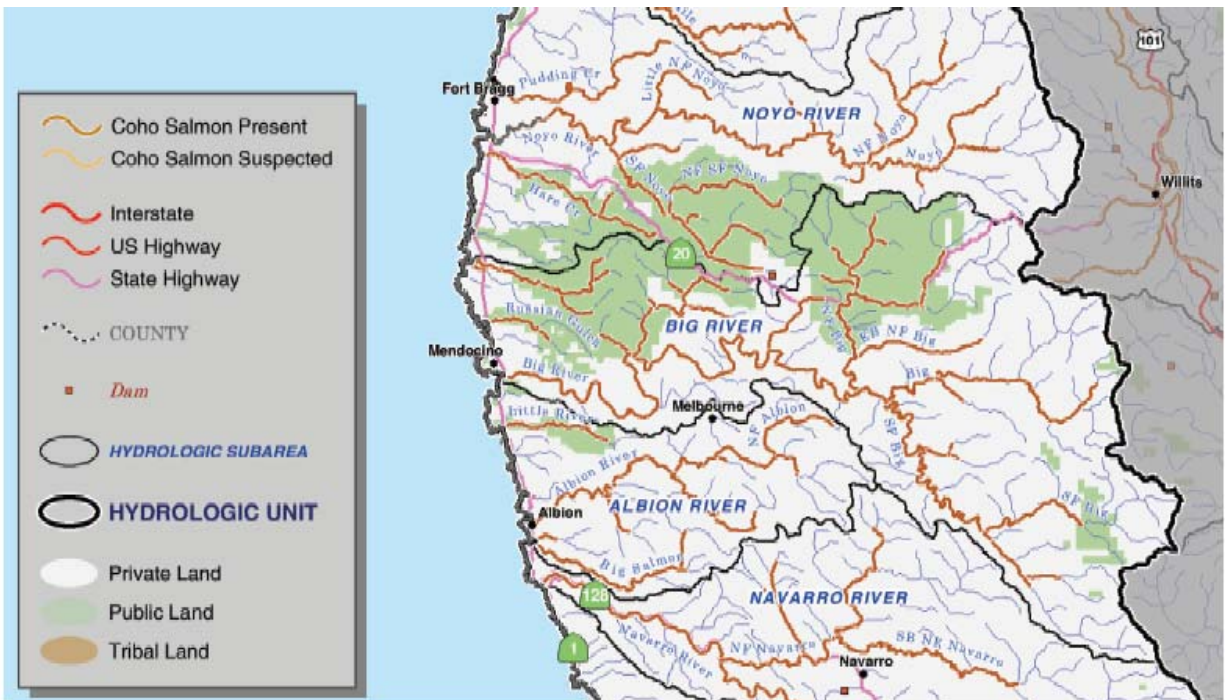 Coho Salmon Present
Coho Salmon Suspected
Interstate
US Highway
State Highway
COUNTY
Dam
HYDROLOGIC SUBAREA
HYDROLOGIC UNIT
Private Land
Public Land
Tribal Land
101
Pudding Cr
Little NF Noyo
Fort Bragg
NOYO RIVER
NF Noyo
Noyo River
Noyo
SF Noyo
NF SF Noyo
Willits
Hare Cr
20
Russian Gulch
BIG RIVER
NF Big
EB NF Big
Mendocino
Big River
Big
Little River
Melbourne
NF Albion
SF Big
Albion River
SF Big
ALBION RIVER
Albion
Big Salmon
128
NAVARRO RIVER
Navarro River
1
NF Navarro
Navarro